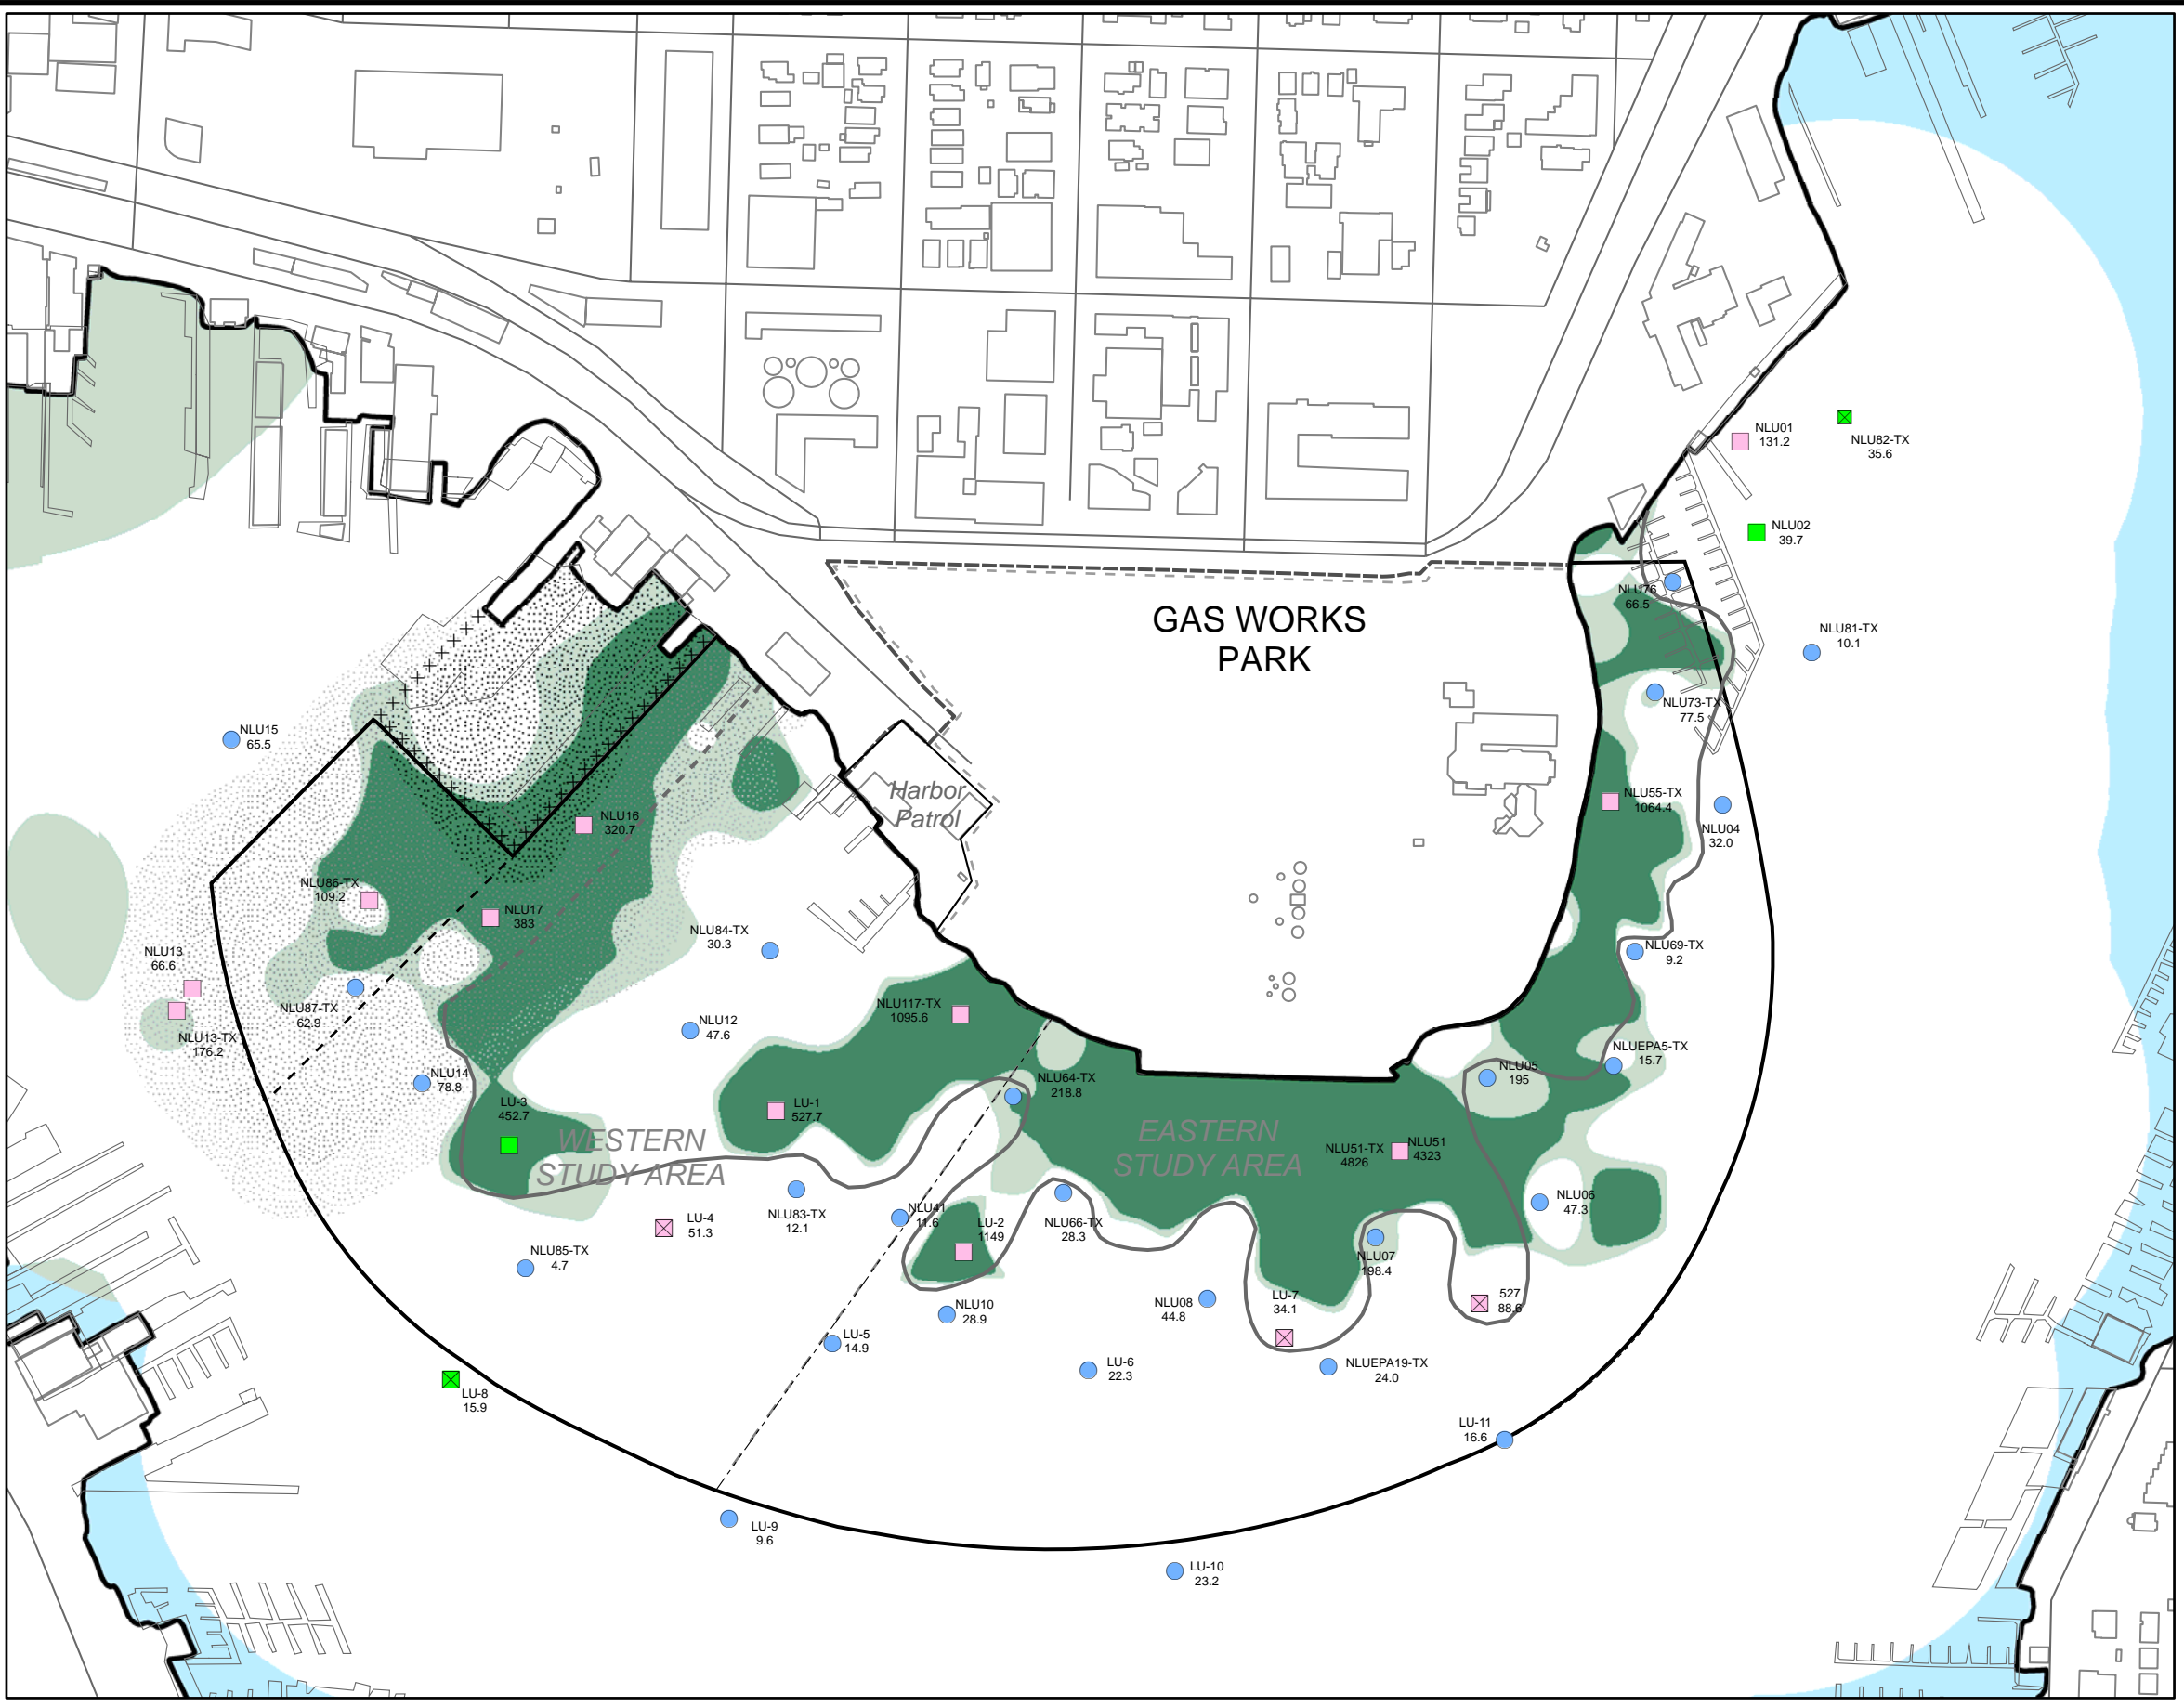 NLU01
131.2
NLU82-TX
35.6
NLU02
39.7
GAS WORKS
PARK
NLU76
66.5
NLU81-TX
10.1
NLU73-TX
77.5
NLU15
65.5
Harbor
Patrol
NLU16
320.7
NLU55-TX
1064.4
NLU04
32.0
NLU86-TX
109.2
NLU17
383
NLU84-TX
30.3
NLU69-TX
9.2
NLU13
66.6
NLU87-TX
62.9
NLU117-TX
1095.6
NLU12
47.6
NLU13-TX
176.2
NLU14
78.8
NLUEPA5-TX
15.7
NLU05
195
NLU64-TX
218.8
LU-3
452.7
LU-1
527.7
WESTERN
STUDY AREA
EASTERN
STUDY AREA
NLU51-TX
4826
NLU51
4323
NLU06
47.3
NLU83-TX
12.1
NLU41
11.6
LU-4
51.3
LU-2
1149
NLU66-TX
28.3
NLU07
198.4
NLU85-TX
4.7
NLU10
28.9
NLU08
44.8
LU-7
34.1
527
88.6
LU-5
14.9
LU-6
22.3
NLUEPA19-TX
24.0
LU-8
15.9
LU-11
16.6
LU-9
9.6
LU-10
23.2